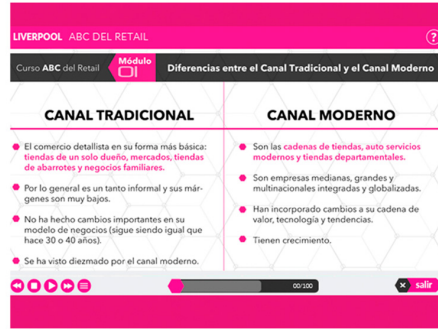 LIVERPOOL ABC DEL RETAIL
?
Curso ABC del Retail
Módulo
01
Diferencias entre el Canal Tradicional y el Canal Moderno
CANAL TRADICIONAL
El comercio detallista en su forma más básica:
tiendas de un solo dueño, mercados, tiendas
de abarrotes y negocios familiares.
Por lo general es un tanto informal y sus már-
genes son muy bajos.
No ha hecho cambios importantes en su
modelo de negocios (sigue siendo igual que
hace 30 o 40 años).
Se ha visto diezmado por el canal moderno.
CANAL MODERNO
Son las cadenas de tiendas, auto servicios
modernos y tiendas departamentales.
Son empresas medianas, grandes y
multinacionales integradas y globalizadas.
Han incorporado cambios a su cadena de
valor, tecnología y tendencias.
Tienen crecimiento.
00/100
× salir